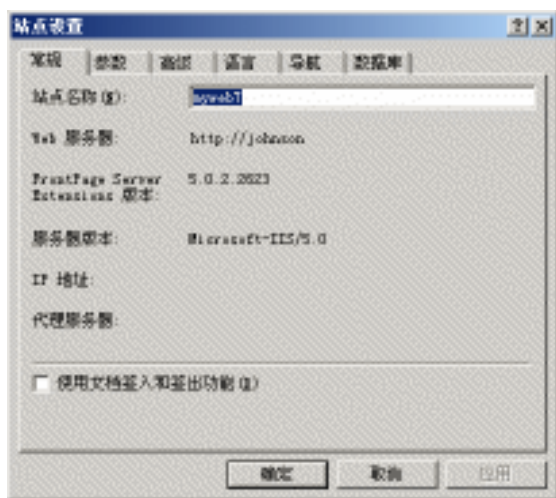 站点设置
常规 参数 高级 语言 导航 数据库
站点名称(N): myweb7
Web 服务器: http://johnson
FrontPage Server Extensions 版本: 5.0.2.2623
服务器版本: Microsoft-IIS/5.0
IP 地址:
代理服务器:
使用文档签入和签出功能(U)
确定 取消 应用